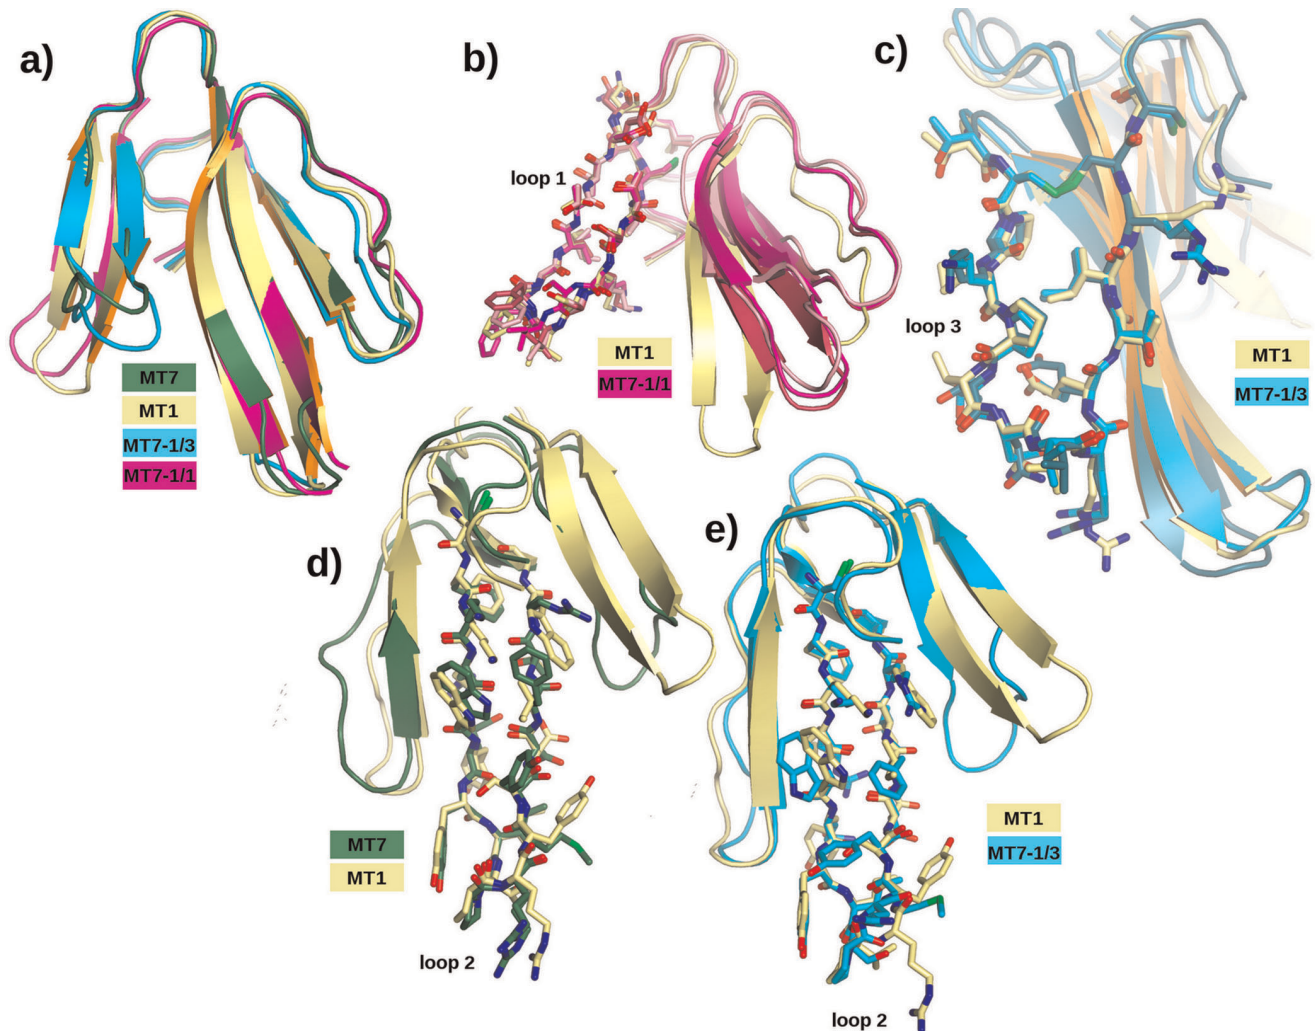 a)
MT7
MT1
MT7-1/3
MT7-1/1
b)
loop 1
MT1
MT7-1/1
c)
loop 3
MT1
MT7-1/3
d)
MT7
MT1
loop 2
e)
MT1
MT7-1/3
loop 2